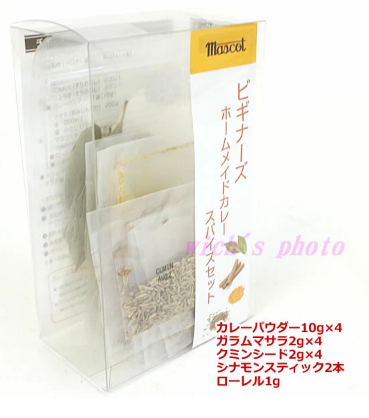 mascot
ビギナーズ
ホームメイドカレー
スパイスセット
CUMIN
wich's photo
カレーパウダー10g×4
ガラムマサラ2g×4
クミンシード2g×4
シナモンスティック2本
ローレル1g